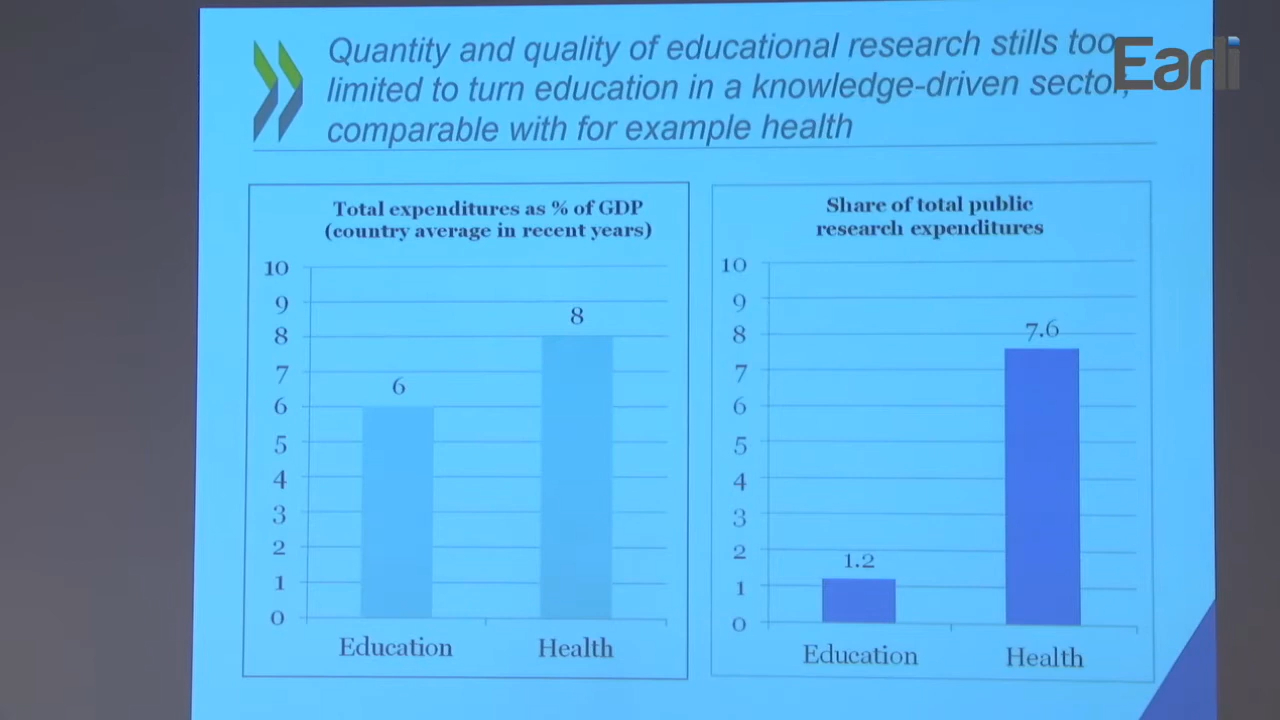 Quantity and quality of educational research stills too
limited to turn education in a knowledge-driven sector,
comparable with for example health
Earli
Total expenditures as % of GDP
(country average in recent years)
10
9
8
7
6
5
4
3
2
1
0
6
8
Education
Health
Share of total public
research expenditures
10
9
8
7
6
5
4
3
2
1
0
1.2
7.6
Education
Health